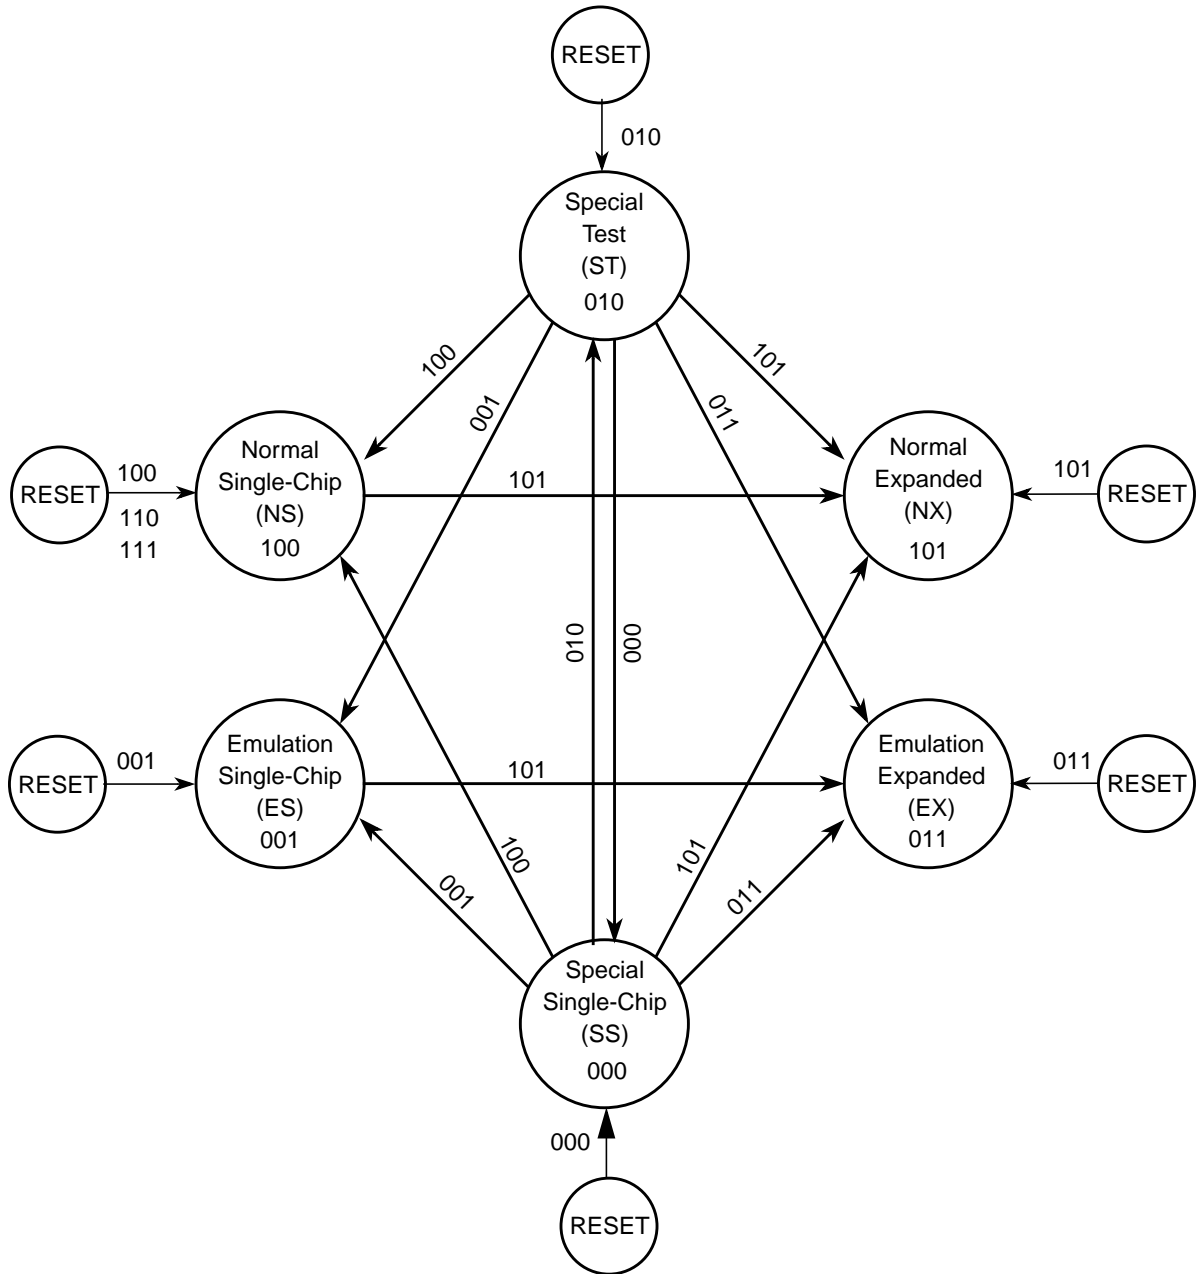 RESET
010
Special
Test
(ST)
010
100
101
001
011
Normal
Single-Chip
(NS)
100
RESET
100
110
111
101
Normal
Expanded
(NX)
101
101
RESET
010
000
Emulation
Single-Chip
(ES)
001
RESET
001
101
Emulation
Expanded
(EX)
011
011
RESET
100
101
001
011
Special
Single-Chip
(SS)
000
000
RESET